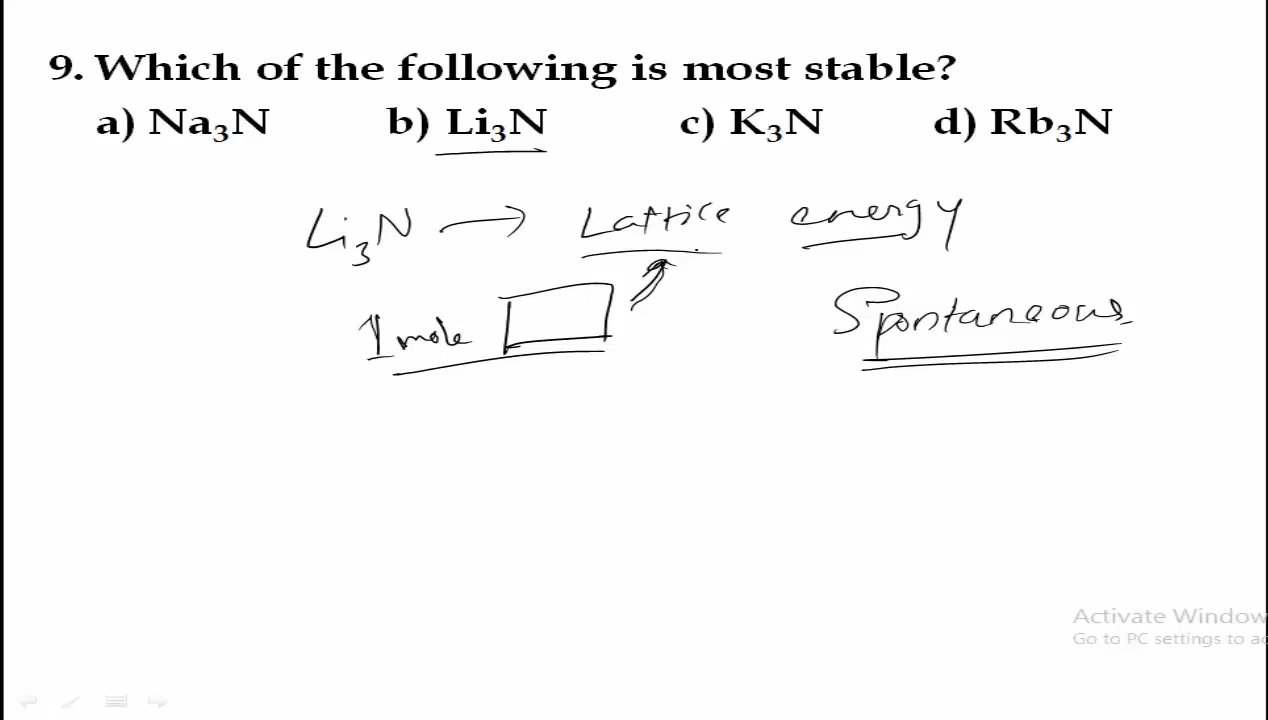 9. Which of the following is most stable?
a) Na₃N b) Li₃N c) K₃N d) Rb₃N
Li₃N → Lattice energy
1 mole Spontaneous
Activate Window
Go to PC settings to ac